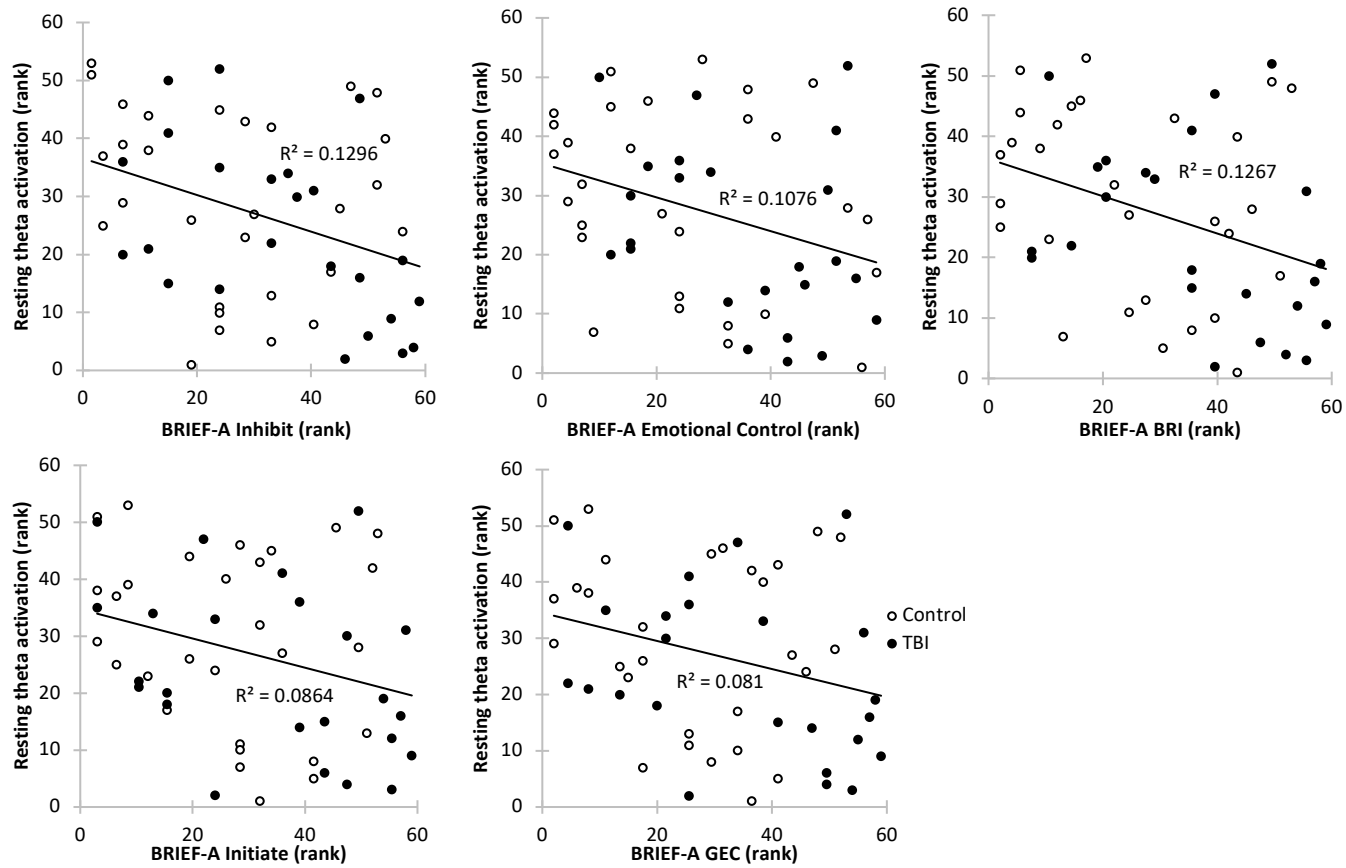 60
50
40
30
20
10
0
0 20 40 60
Resting theta activation (rank)
R² = 0.1296
BRIEF-A Inhibit (rank)
60
50
40
30
20
10
0
0 20 40 60
Resting theta activation (rank)
R² = 0.1076
BRIEF-A Emotional Control (rank)
60
50
40
30
20
10
0
0 20 40 60
Resting theta activation (rank)
R² = 0.1267
BRIEF-A BRI (rank)
60
50
40
30
20
10
0
0 20 40 60
Resting theta activation (rank)
R² = 0.0864
BRIEF-A Initiate (rank)
60
50
40
30
20
10
0
0 20 40 60
Resting theta activation (rank)
R² = 0.081
BRIEF-A GEC (rank)
Control
TBI